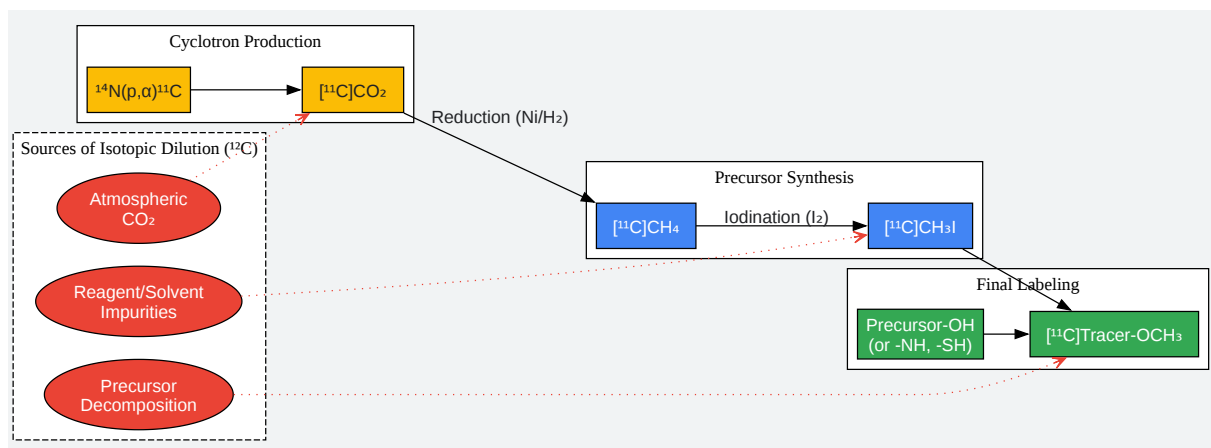 Cyclotron Production
¹⁴N(p,α)¹¹C
[¹¹C]CO₂
Reduction (Ni/H₂)
Sources of Isotopic Dilution (¹²C)
Atmospheric
CO₂
Reagent/Solvent
Impurities
Precursor
Decomposition
Precursor Synthesis
[¹¹C]CH₄
Iodination (I₂)
[¹¹C]CH₃I
Final Labeling
Precursor-OH
(or -NH, -SH)
[¹¹C]Tracer-OCH₃